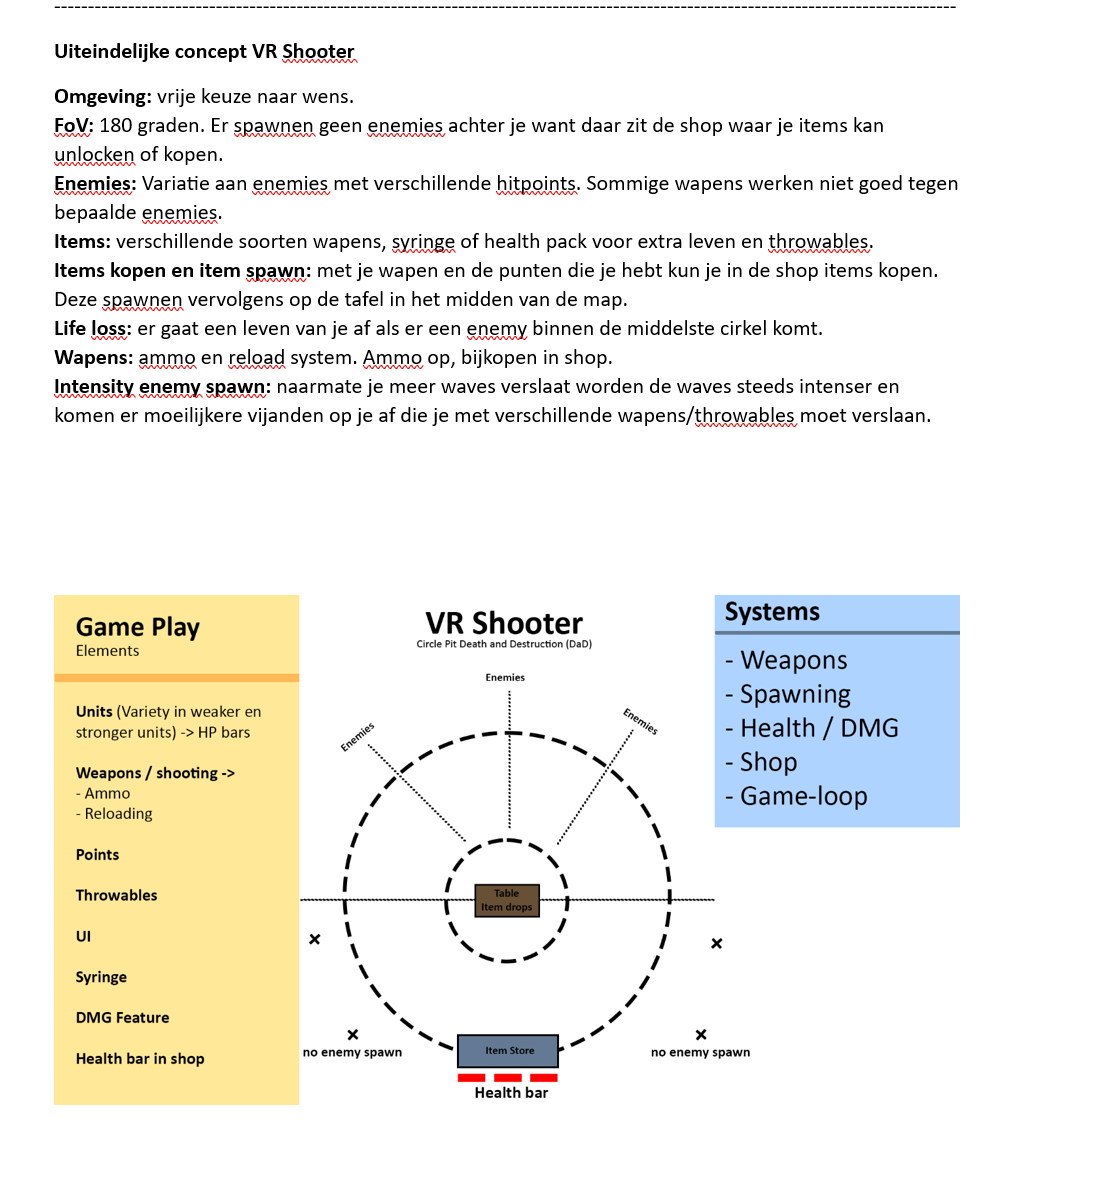 Uiteindelijke concept VR Shooter
Omgeving: vrije keuze naar wens.
FoV: 180 graden. Er spawnen geen enemies achter je want daar zit de shop waar je items kan
unlocken of kopen.
Enemies: Variatie aan enemies met verschillende hitpoints. Sommige wapens werken niet goed tegen
bepaalde enemies.
Items: verschillende soorten wapens, syringe of health pack voor extra leven en throwables.
Items kopen en item spawn: met je wapen en de punten die je hebt kun je in de shop items kopen.
Deze spawnen vervolgens op de tafel in het midden van de map.
Life loss: er gaat een leven van je af als er een enemy binnen de middelste cirkel komt.
Wapens: ammo en reload system. Ammo op, bijkopen in shop.
Intensity enemy spawn: naarmate je meer waves verslaat worden de waves steeds intenser en
komen er moeilijkere vijanden op je af die je met verschillende wapens/throwables moet verslaan.
Game Play
Elements
Units (Variety in weaker en
stronger units) -> HP bars
Weapons / shooting ->
- Ammo
- Reloading
Points
Throwables
UI
Syringe
DMG Feature
Health bar in shop
VR Shooter
Circle Pit Death and Destruction (DaD)
Enemies
Enemies
Enemies
Table
Item drops
no enemy spawn
no enemy spawn
Item Store
Health bar
Systems
- Weapons
- Spawning
- Health / DMG
- Shop
- Game-loop